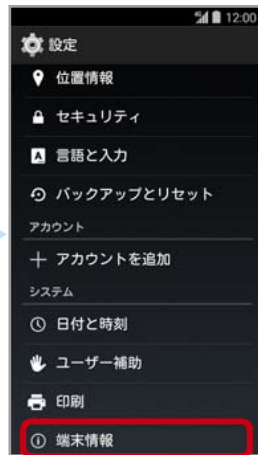 12:00
設定
位置情報
セキュリティ
A 言語と入力
バックアップとリセット
アカウント
アカウントを追加
システム
日付と時刻
ユーザー補助
印刷
端末情報